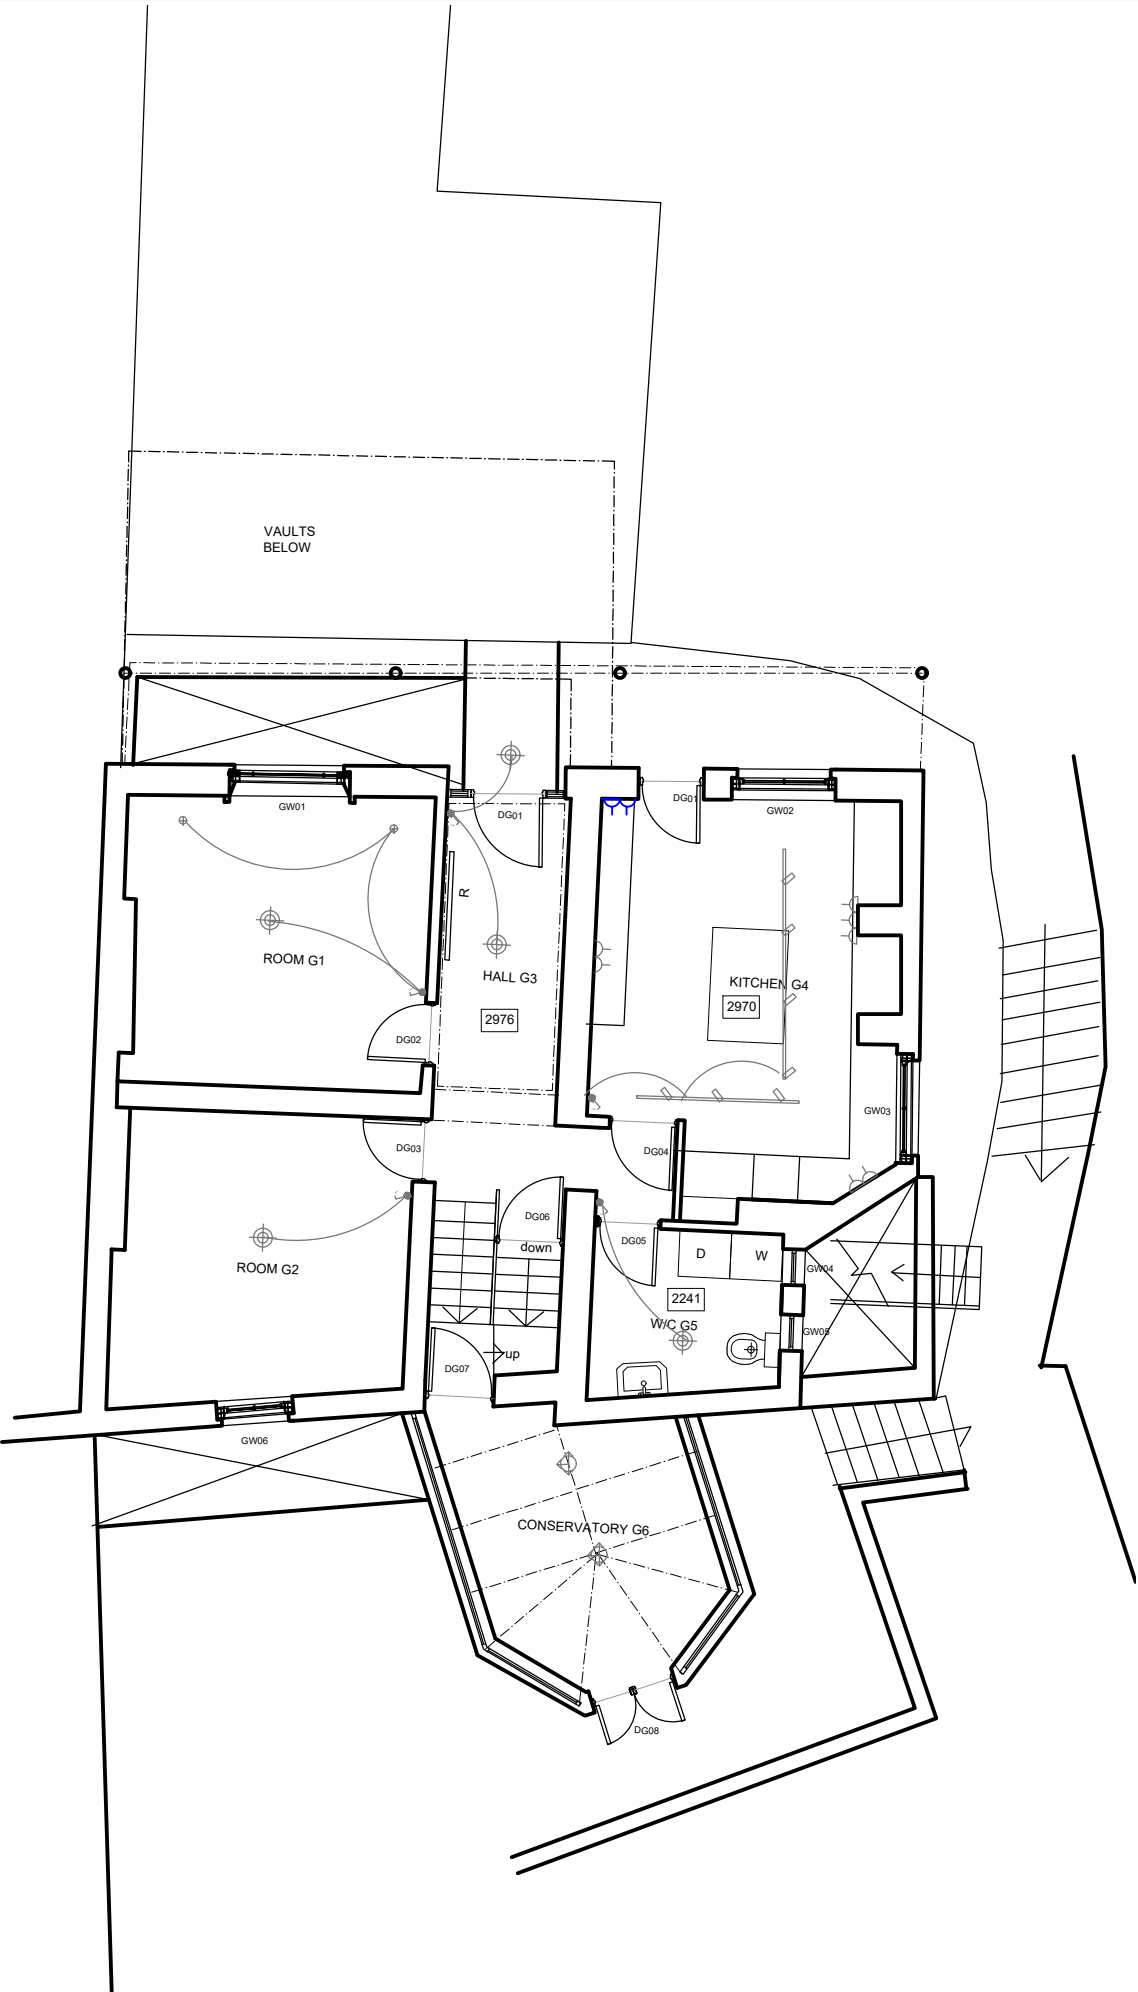 VAULTS
BELOW
GW01
DG01
DG01
GW02
R
ROOM G1
HALL G3
KITCHEN G4
2976
2970
DG02
GW03
DG03
DG04
DG06
DG05
down
D
W
ROOM G2
GW04
2241
W/C G5
GW05
up
DG07
GW06
CONSERVATORY G6
DG08